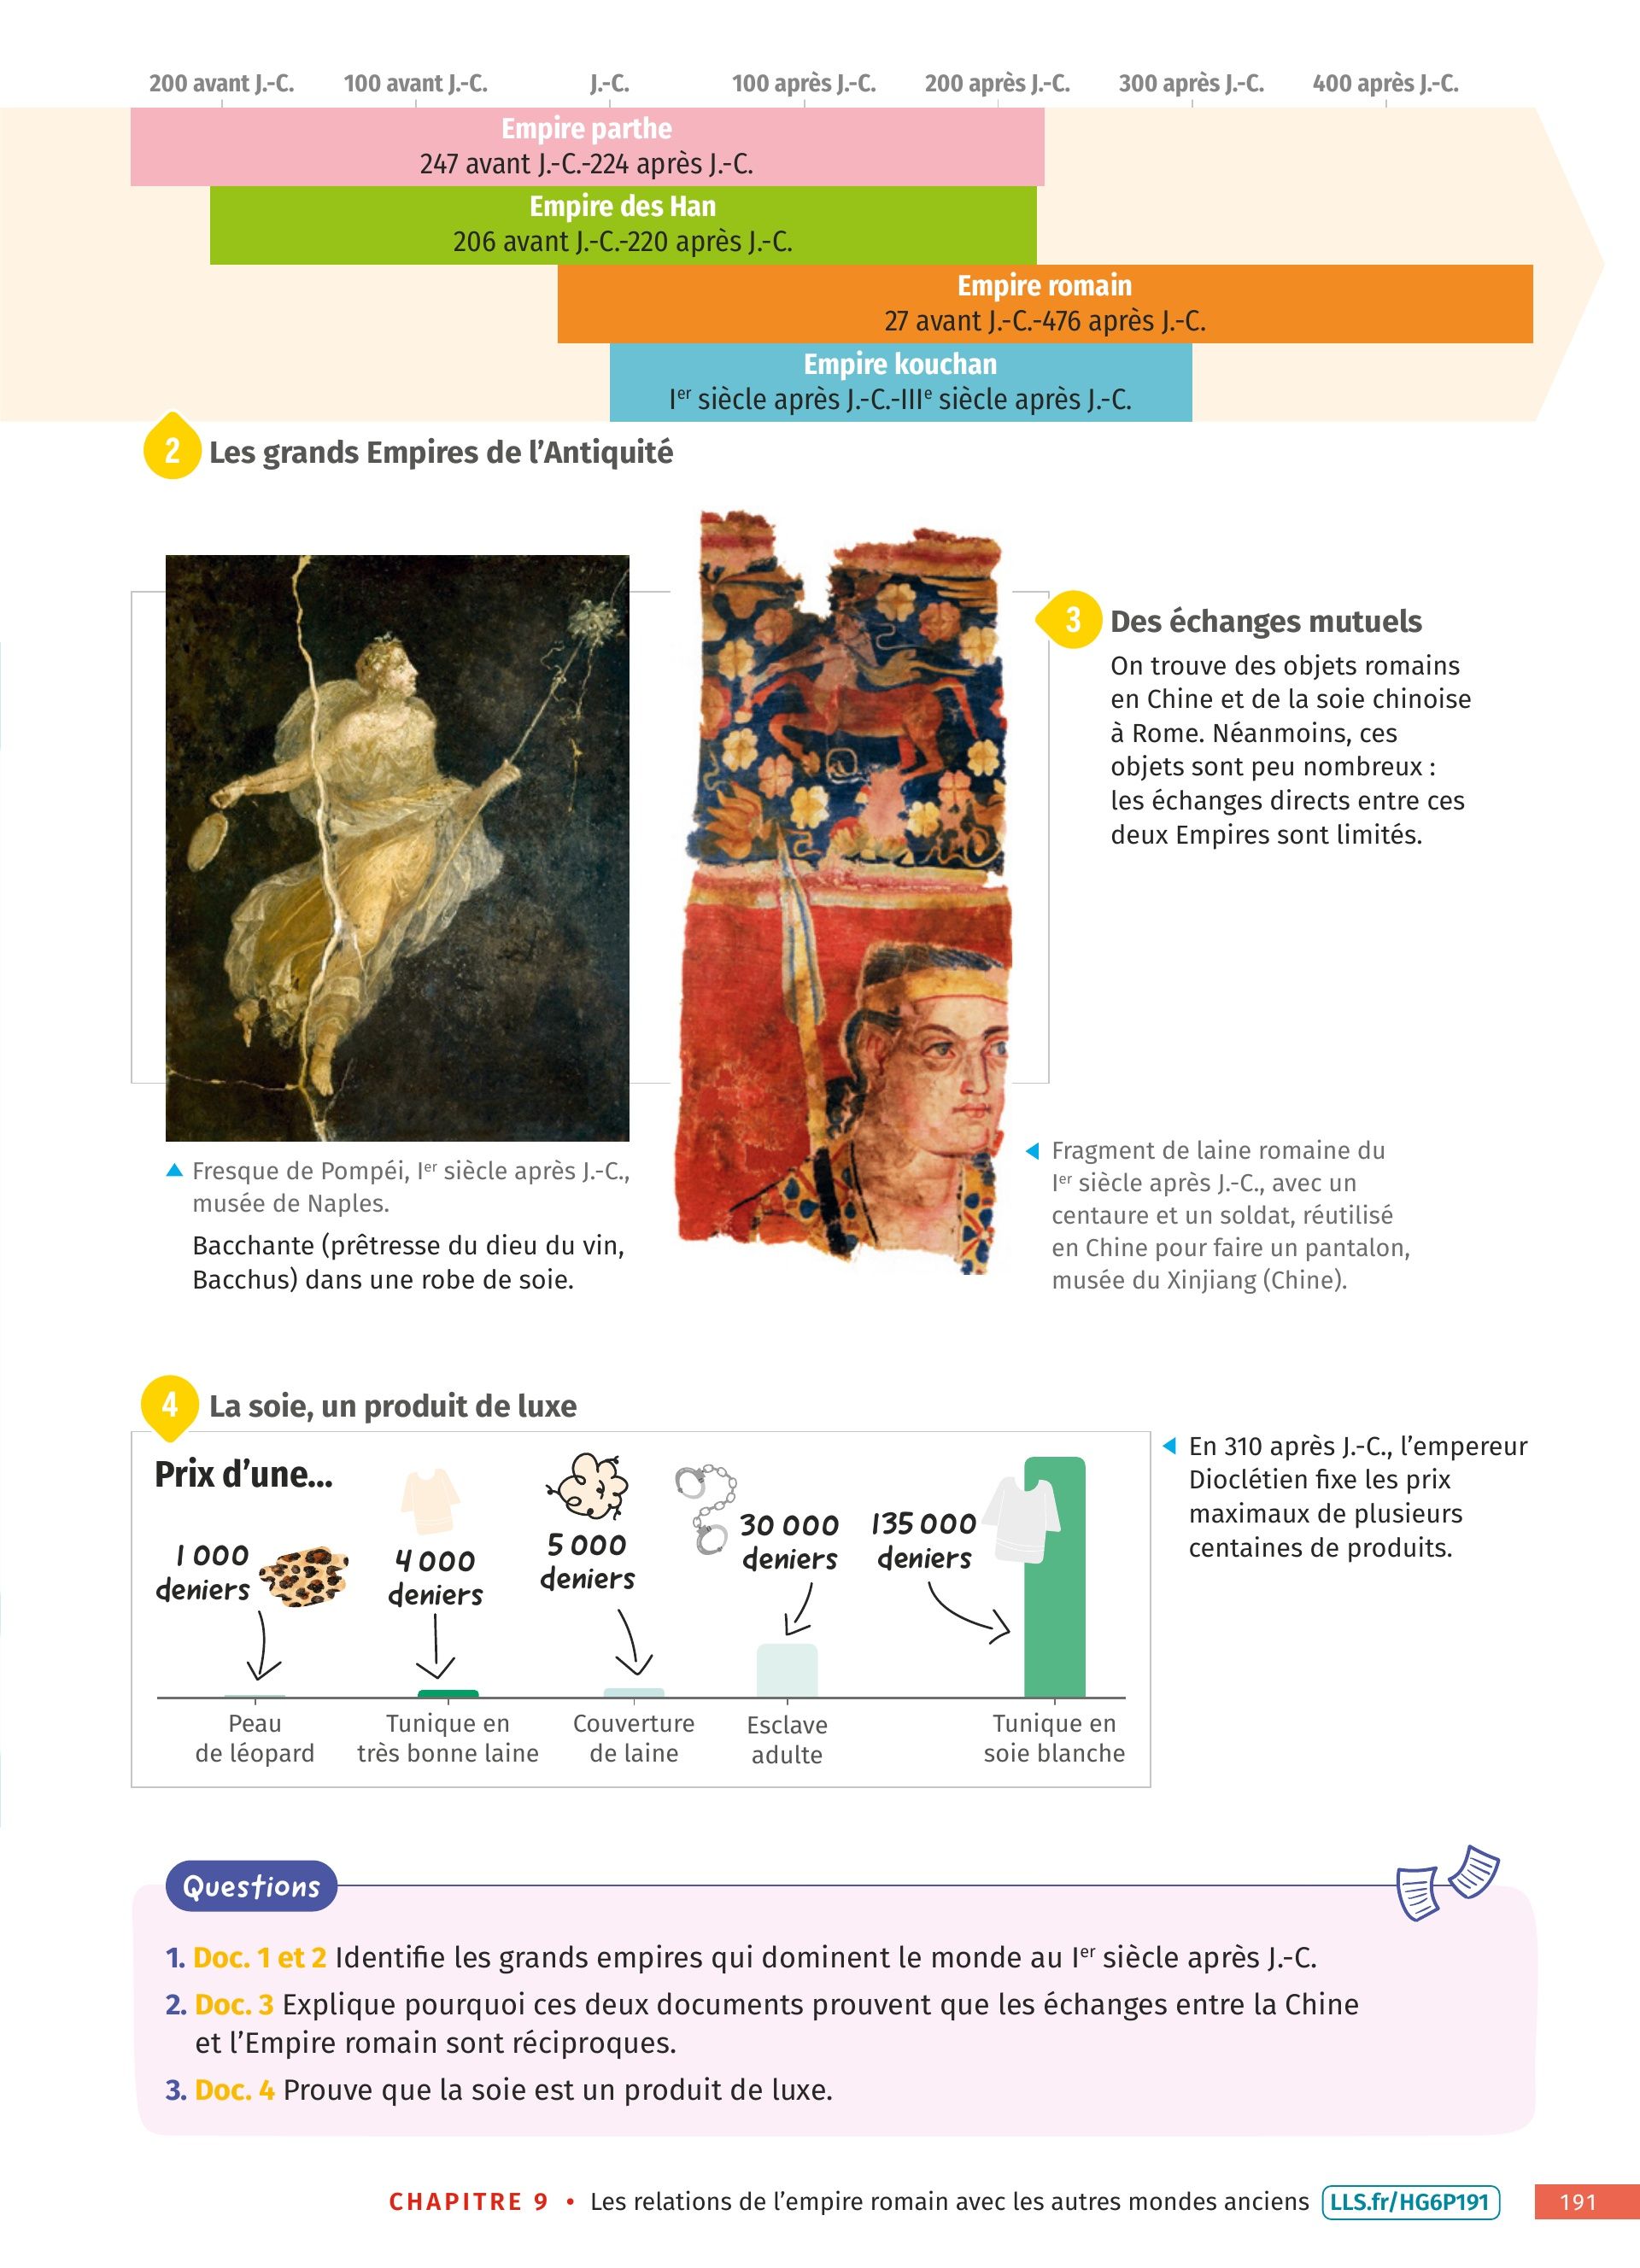 200 avant J.-C. 100 avant J.-C. J.-C. 100 après J.-C. 200 après J.-C. 300 après J.-C. 400 après J.-C.
Empire parthe
247 avant J.-C.-224 après J.-C.
Empire des Han
206 avant J.-C.-220 après J.-C.
Empire romain
27 avant J.-C.-476 après J.-C.
Empire kouchan
Ier siècle après J.-C.-IIIe siècle après J.-C.
2 Les grands Empires de l’Antiquité
3 Des échanges mutuels
On trouve des objets romains
en Chine et de la soie chinoise
à Rome. Néanmoins, ces
objets sont peu nombreux :
les échanges directs entre ces
deux Empires sont limités.
Fresque de Pompéi, Ier siècle après J.-C.,
musée de Naples.
Bacchante (prêtresse du dieu du vin,
Bacchus) dans une robe de soie.
Fragment de laine romaine du
Ier siècle après J.-C., avec un
centaure et un soldat, réutilisé
en Chine pour faire un pantalon,
musée du Xinjiang (Chine).
4 La soie, un produit de luxe
Prix d’une...
1 000
deniers
4 000
deniers
5 000
deniers
30 000
deniers
135 000
deniers
Peau
de léopard
Tunique en
très bonne laine
Couverture
de laine
Esclave
adulte
Tunique en
soie blanche
En 310 après J.-C., l’empereur
Dioclétien fixe les prix
maximaux de plusieurs
centaines de produits.
Questions
1. Doc. 1 et 2 Identifie les grands empires qui dominent le monde au Ier siècle après J.-C.
2. Doc. 3 Explique pourquoi ces deux documents prouvent que les échanges entre la Chine
et l’Empire romain sont réciproques.
3. Doc. 4 Prouve que la soie est un produit de luxe.
CHAPITRE 9 • Les relations de l’empire romain avec les autres mondes anciens LLS.fr/HG6P191 191